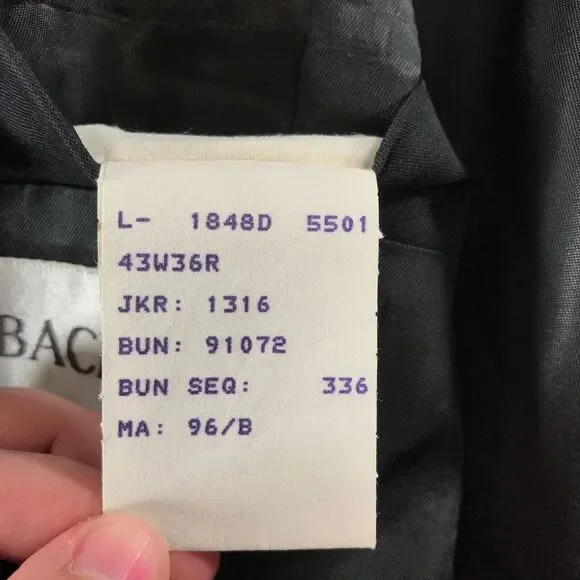 L- 1848D 5501
43W36R
JKR: 1316
BUN: 91072
BUN SEQ: 336
MA: 96/B
BAC